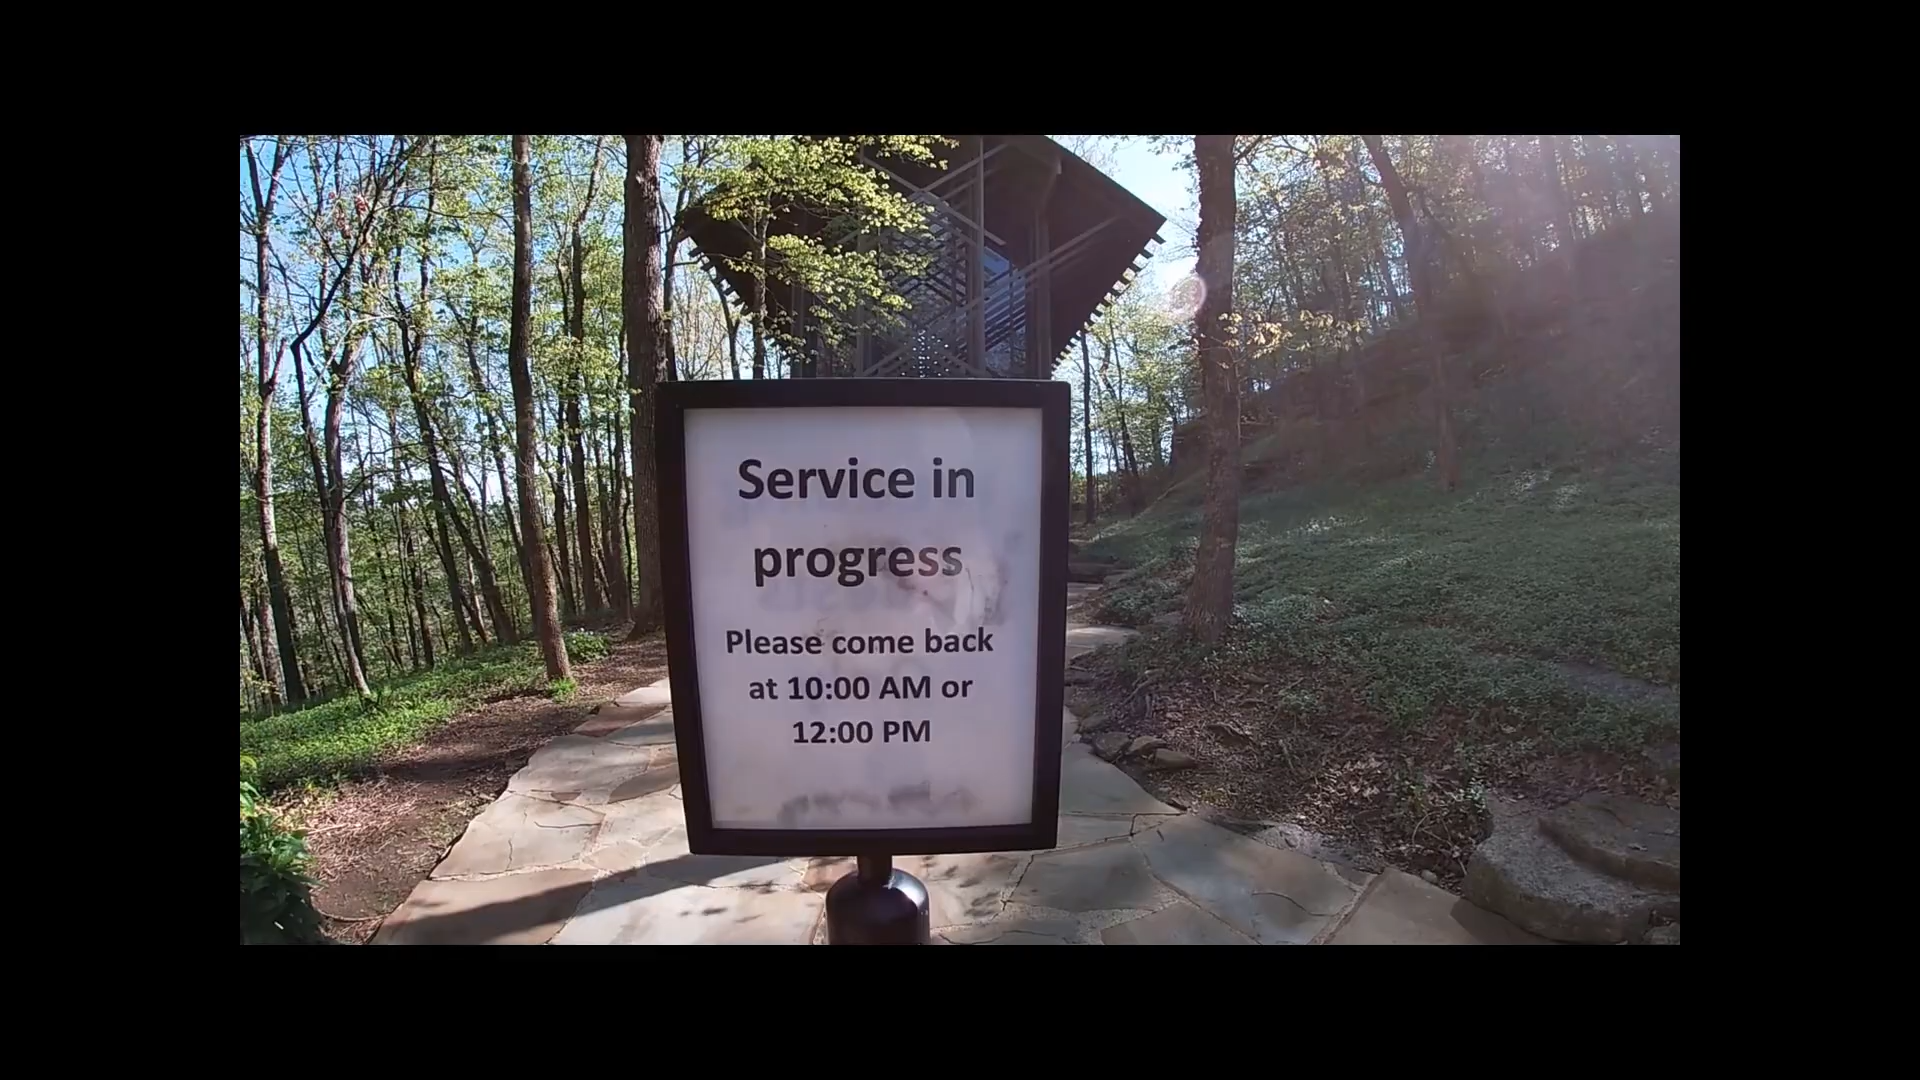 Service in
progress
Please come back
at 10:00 AM or
12:00 PM